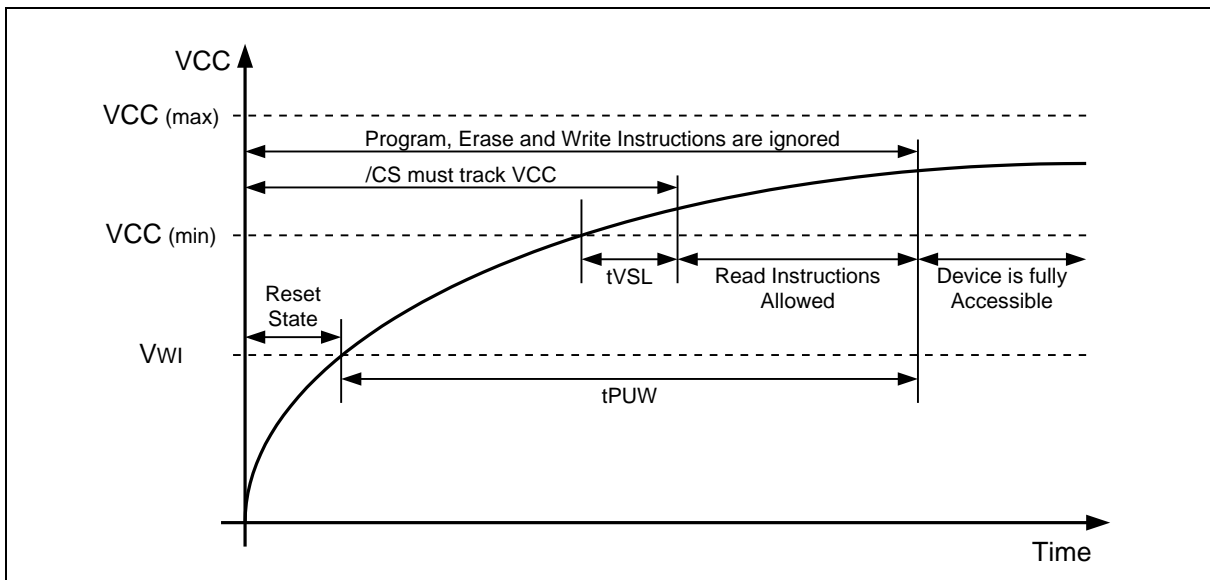 VCC
VCC (max)
Program, Erase and Write Instructions are ignored
/CS must track VCC
VCC (min)
tVSL
Read Instructions
Allowed
Device is fully
Accessible
Reset
State
VWI
tPUW
Time